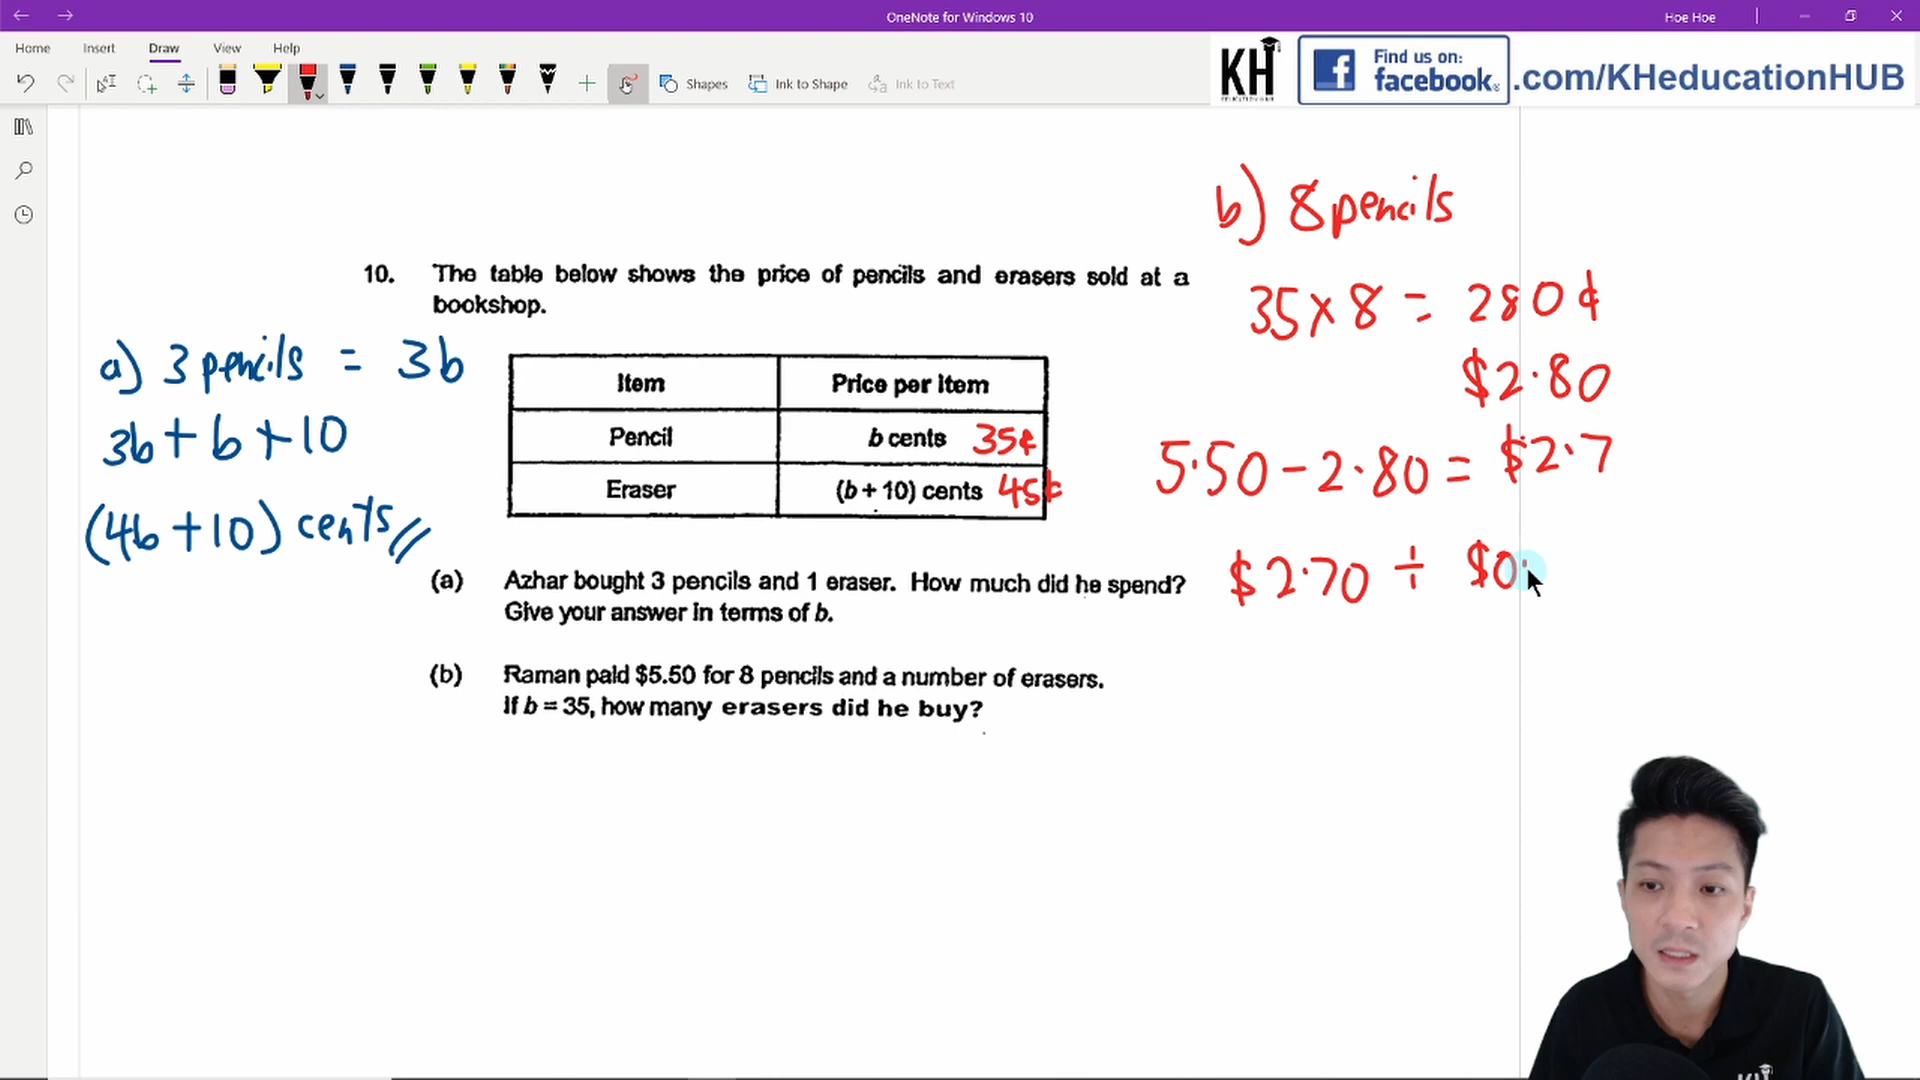 OneNote for Windows 10
Hoe Hoe
Home Insert Draw View Help
Shapes Ink to Shape Ink to Text
KH
Find us on:
facebook
.com/KHeducationHUB
10. The table below shows the price of pencils and erasers sold at a
bookshop.
Item Price per item
Pencil b cents 35¢
Eraser (b + 10) cents 45¢
(a) Azhar bought 3 pencils and 1 eraser. How much did he spend?
Give your answer in terms of b.
(b) Raman paid $5.50 for 8 pencils and a number of erasers.
If b = 35, how many erasers did he buy?
a) 3 pencils = 3b
3b + b + 10
(4b + 10) cents
b) 8 pencils
35 x 8 = 280¢
$2.80
5.50 - 2.80 = $2.7
$2.70 ÷ $0.
KH